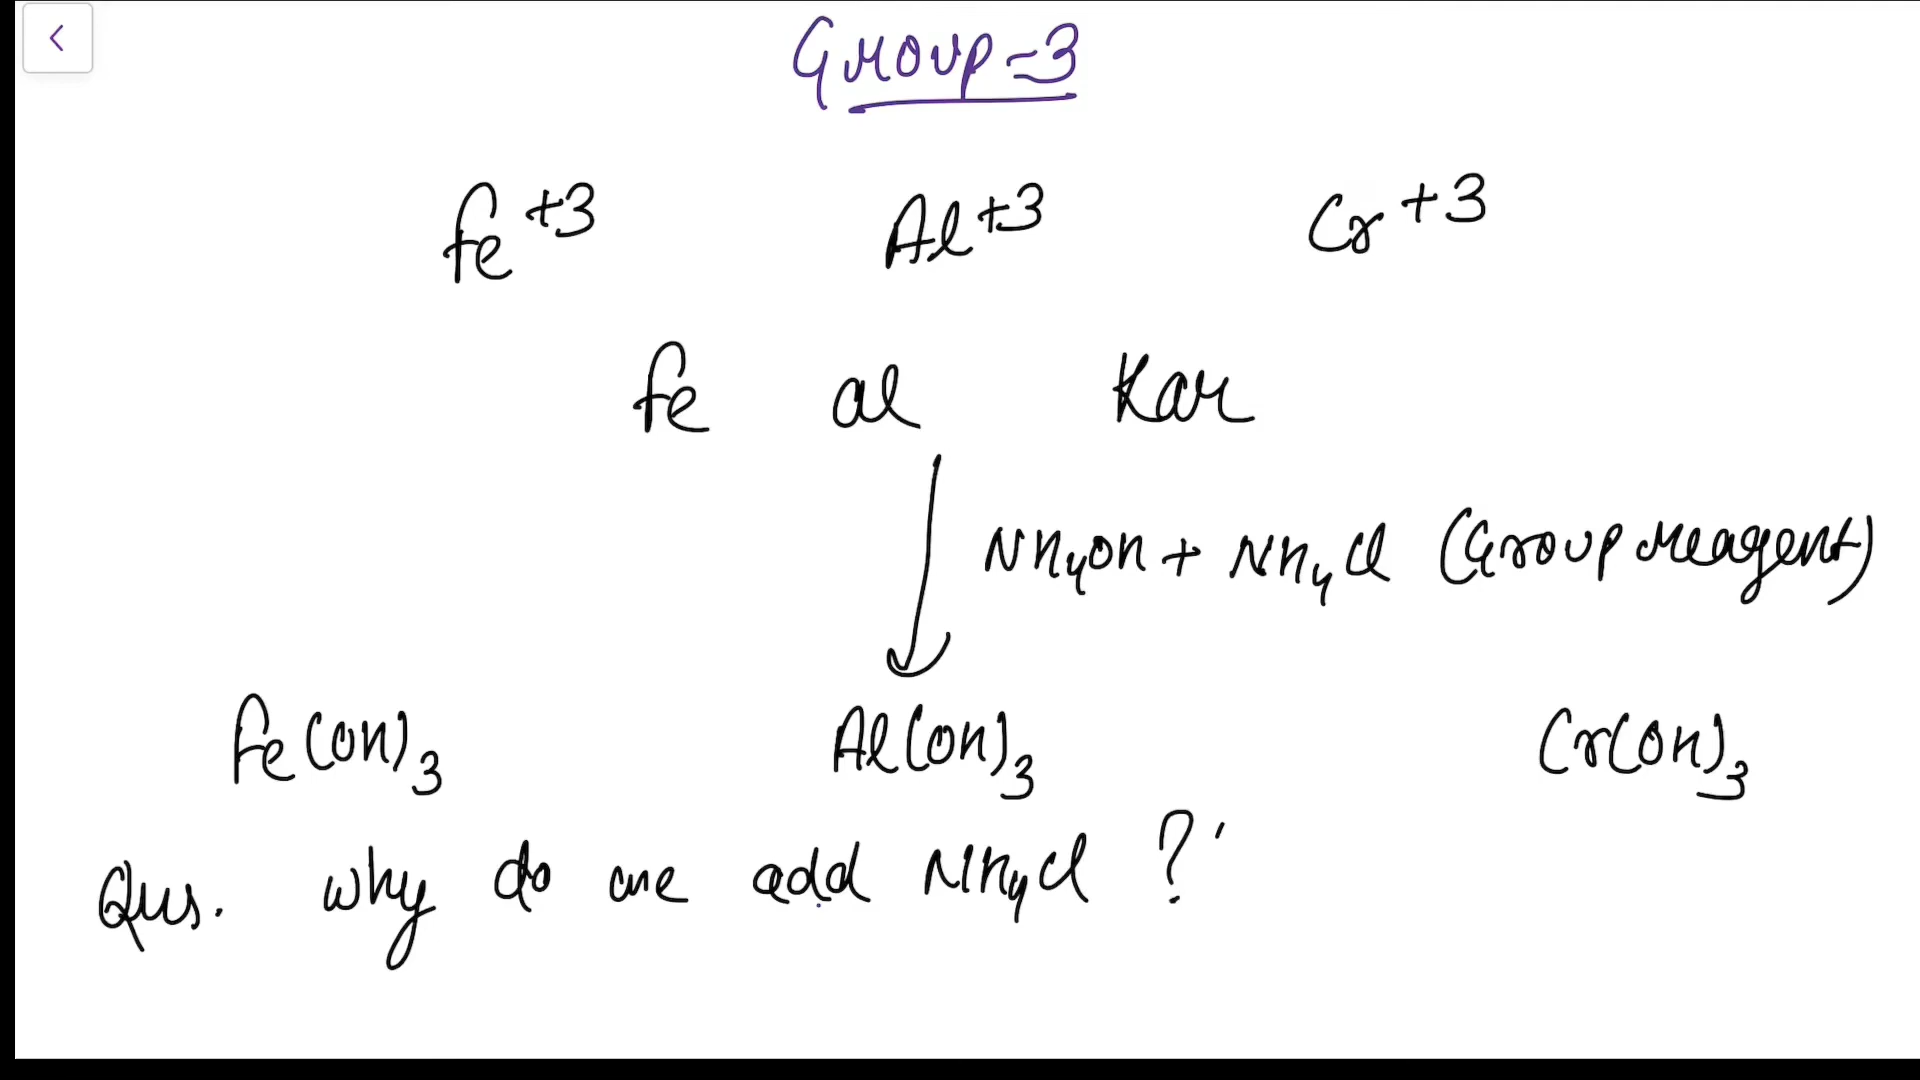 Group-3
Fe+3 Al+3 Cr+3
Fe al Kar
NH4OH + NH4Cl (Group reagent)
Fe(OH)3 Al(OH)3 Cr(OH)3
Qus. why do we add NH4Cl ?